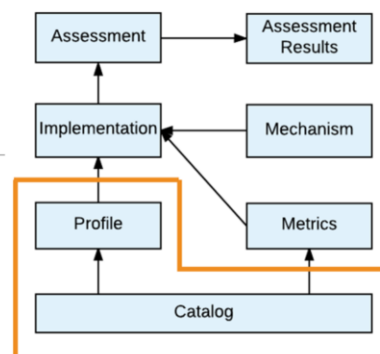 Assessment
Assessment
Results
Implementation
Mechanism
Profile
Metrics
Catalog